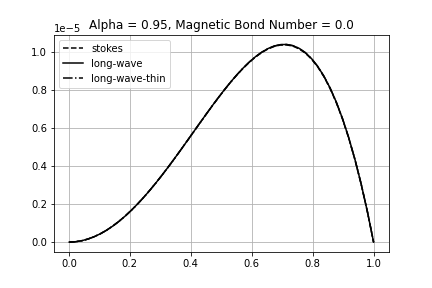 Alpha = 0.95, Magnetic Bond Number = 0.0
1e−5
stokes
long-wave
long-wave-thin
1.0
0.8
0.6
0.4
0.2
0.0
0.0 0.2 0.4 0.6 0.8 1.0